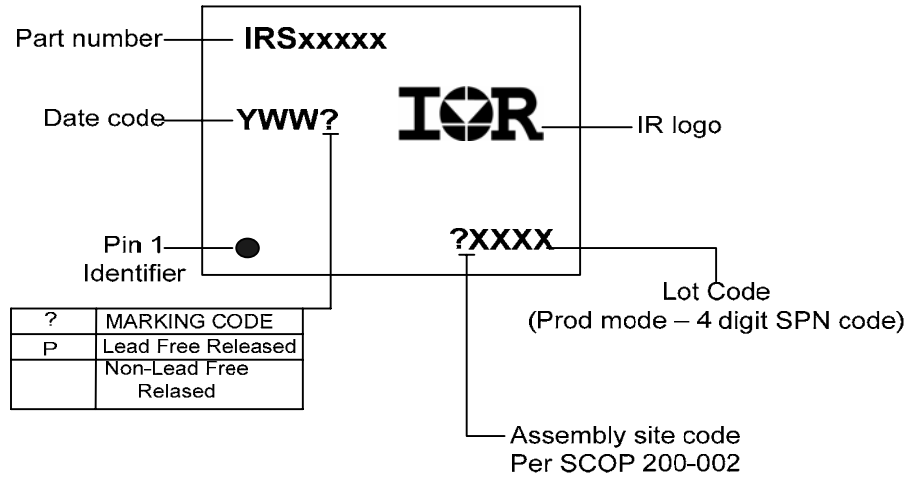 Part number IRSxxxxx
Date code YWW? IOR IR logo
Pin 1
Identifier
?XXXX
Lot Code
(Prod mode – 4 digit SPN code)
? MARKING CODE
P Lead Free Released
Non-Lead Free
Relased
Assembly site code
Per SCOP 200-002